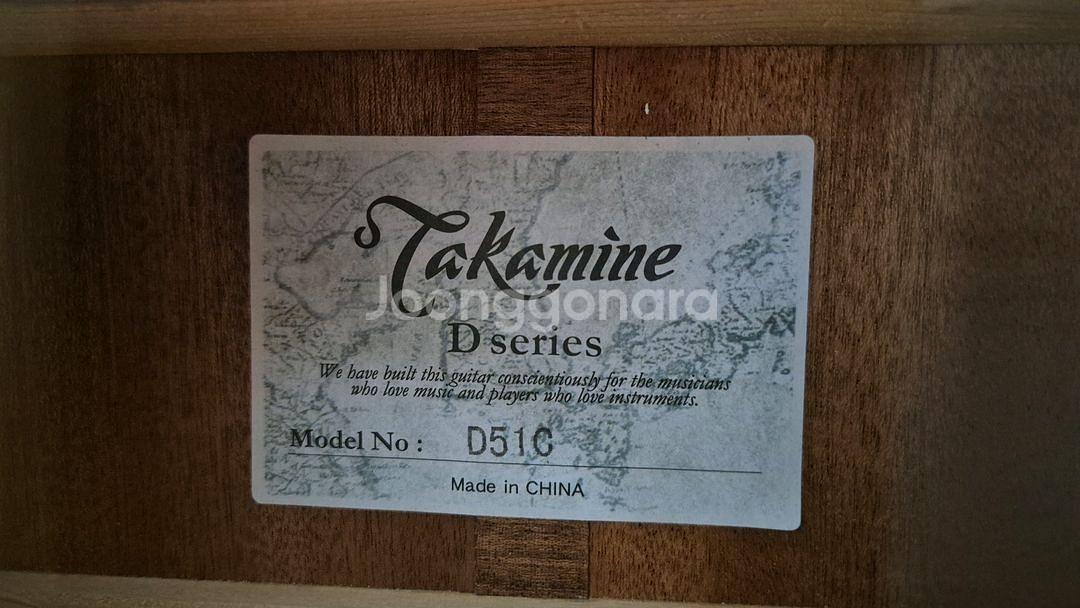 Takamine
Joonggonara
D series
We have built this guitar conscientiously for the musicians
who love music and players who love instruments.
Model No : D51C
Made in CHINA